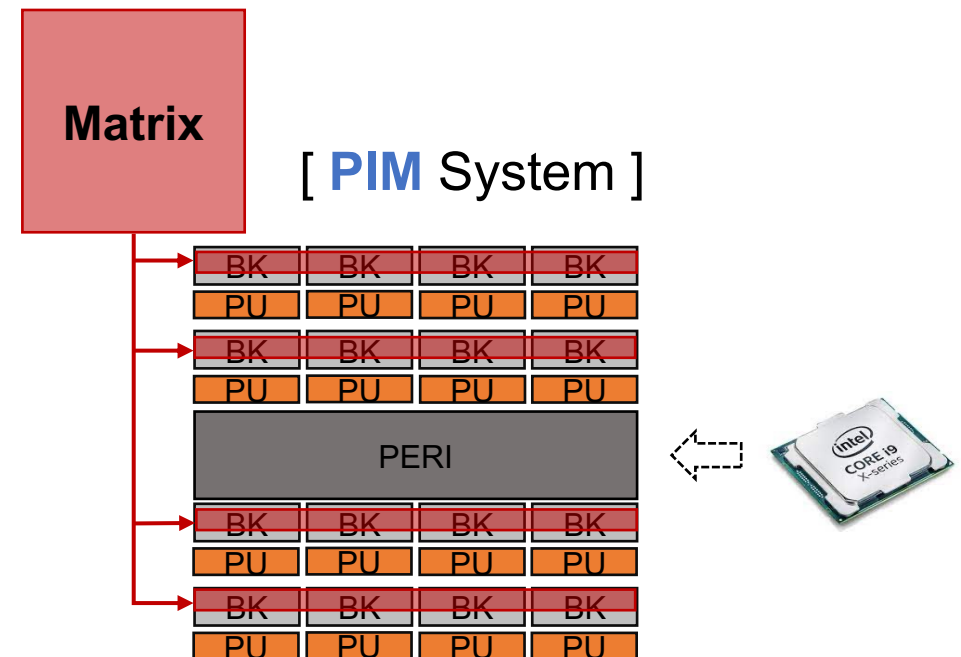 Matrix
[ PIM System ]
BK BK BK BK
PU PU PU PU
BK BK BK BK
PU PU PU PU
PERI
intel
CORE i9
X-series
BK BK BK BK
PU PU PU PU
BK BK BK BK
PU PU PU PU